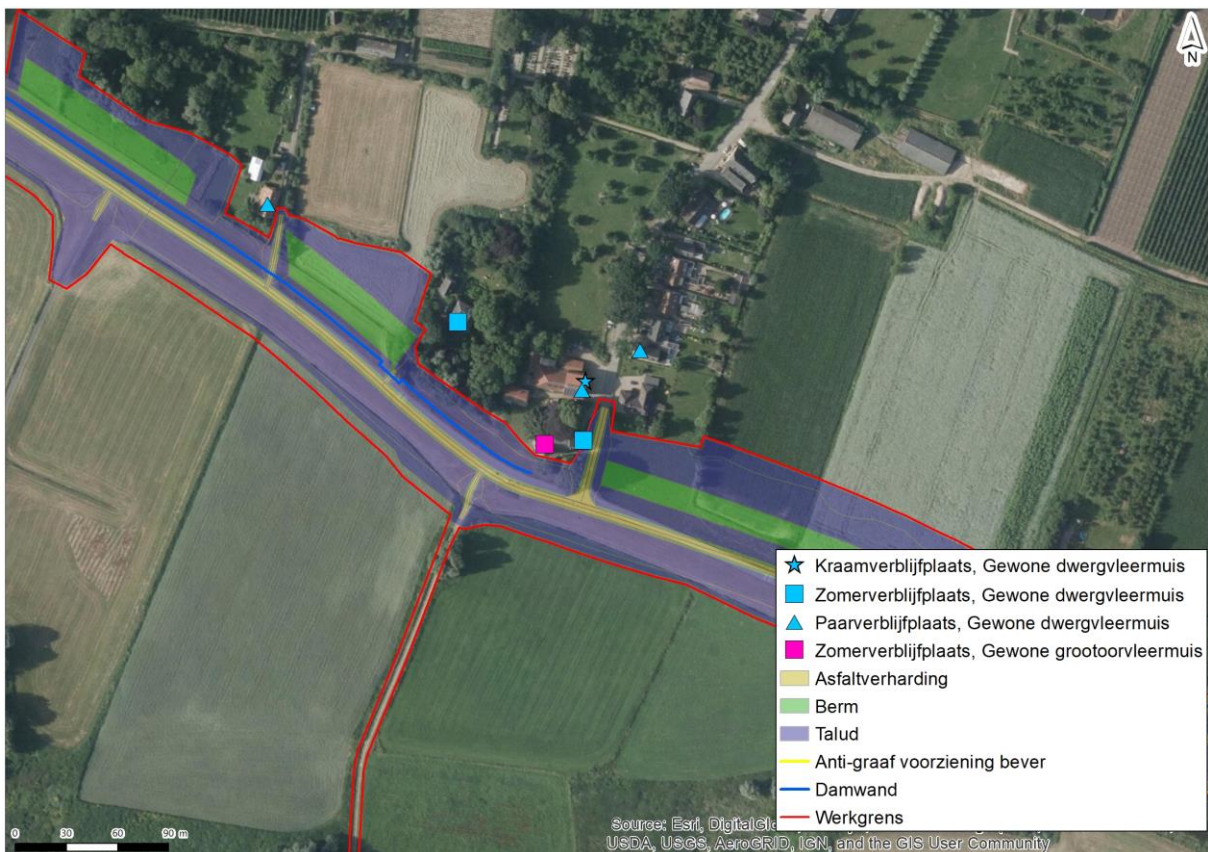 N
Kraamverblijfplaats, Gewone dwergvleermuis
Zomerverblijfplaats, Gewone dwergvleermuis
Paarverblijfplaats, Gewone dwergvleermuis
Zomerverblijfplaats, Gewone grootoorvleermuis
Asfaltverharding
Berm
Talud
Anti-graaf voorziening bever
Damwand
Werkgrens
0 30 60 90 m
Source: Esri, DigitalGl
USDA, USGS, AeroGRID, IGN, and the GIS User Community